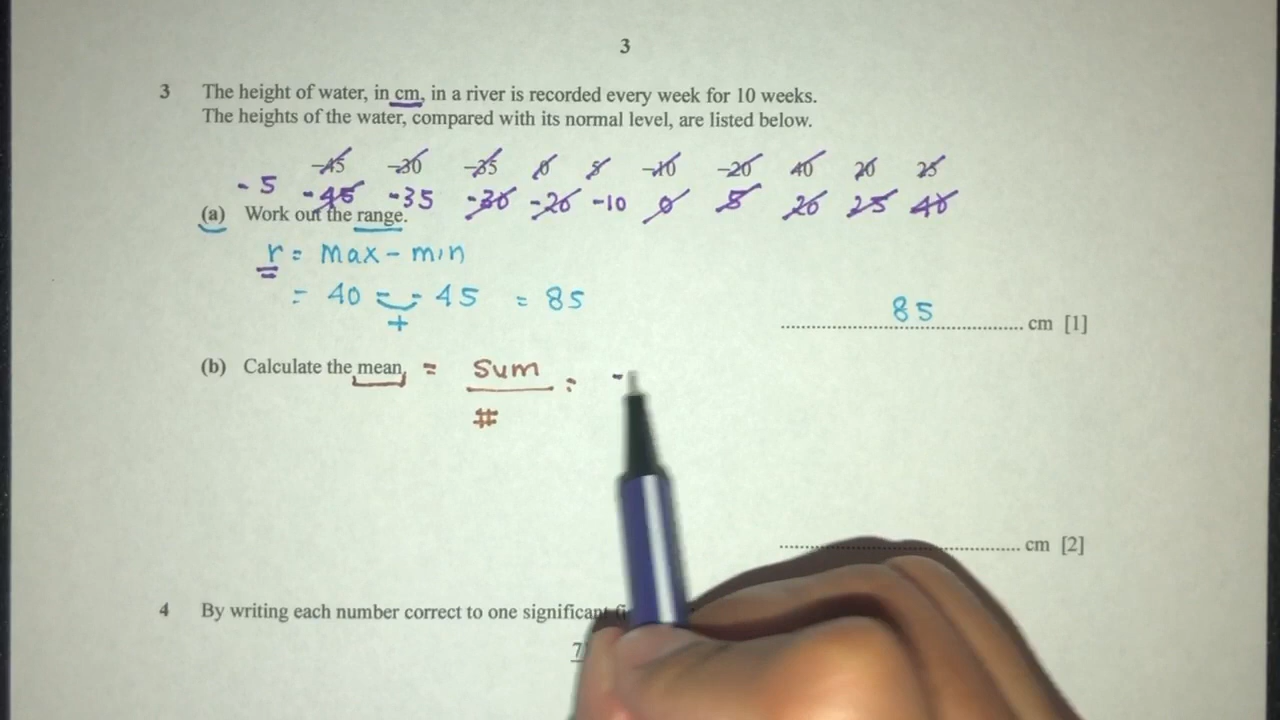 3
3 The height of water, in cm, in a river is recorded every week for 10 weeks.
The heights of the water, compared with its normal level, are listed below.
-45 -30 -35 0 5 -10 -20 40 20 25
-5 -45 -35 -30 -20 -10 0 5 20 25 40
(a) Work out the range.
r = max - min
= 40 - - 45 = 85
+
85
cm [1]
(b) Calculate the mean. = sum =  -
#
cm [2]
4 By writing each number correct to one significant
7